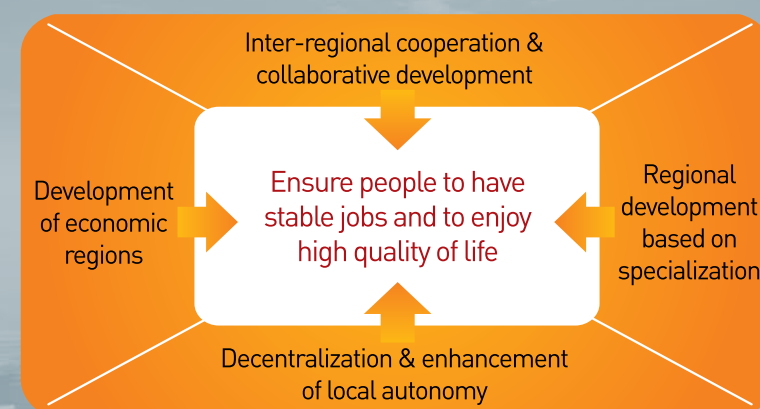 Inter-regional cooperation &
collaborative development
Development
of economic
regions
Ensure people to have
stable jobs and to enjoy
high quality of life
Regional
development
based on
specialization
Decentralization & enhancement
of local autonomy